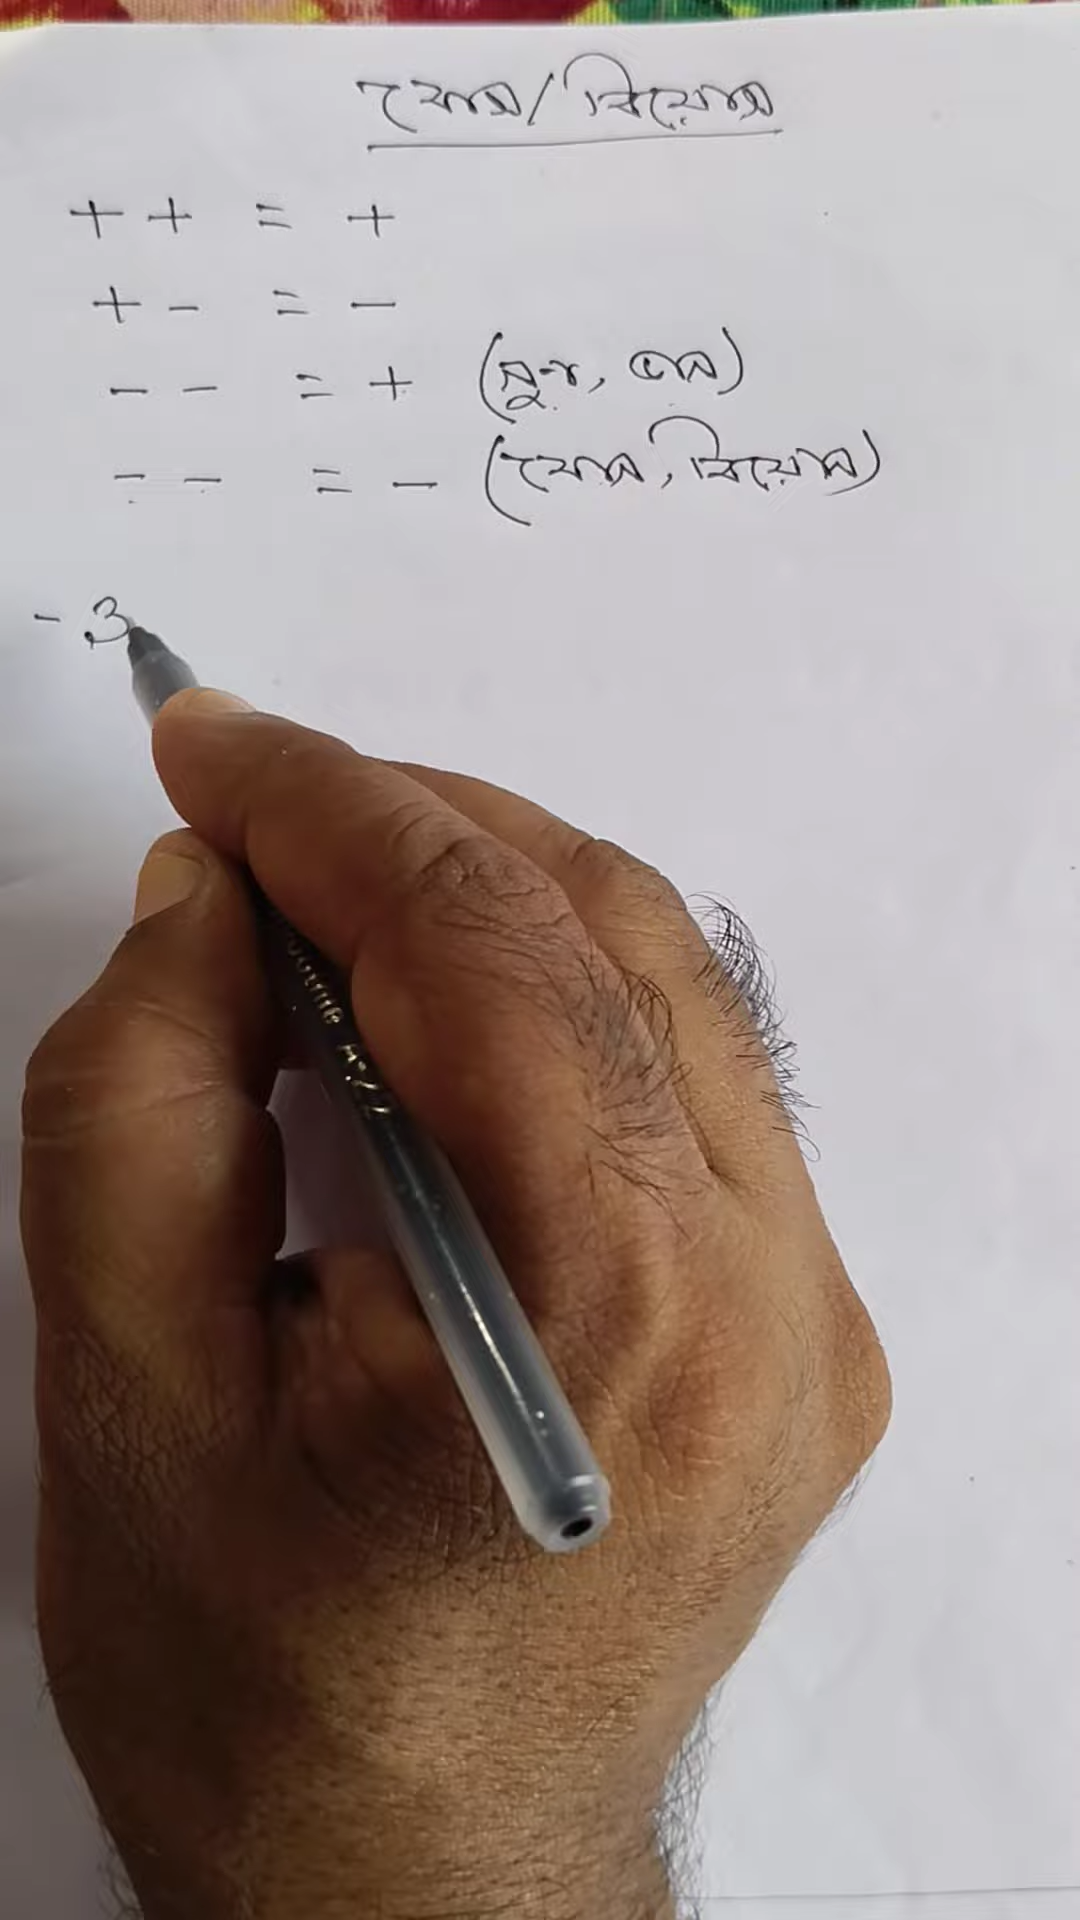 যোগ/বিয়োগ
+ + = +
+ - = -
- - = + (গুণ, ভাগ)
- - = - (যোগ, বিয়োগ)
- 3